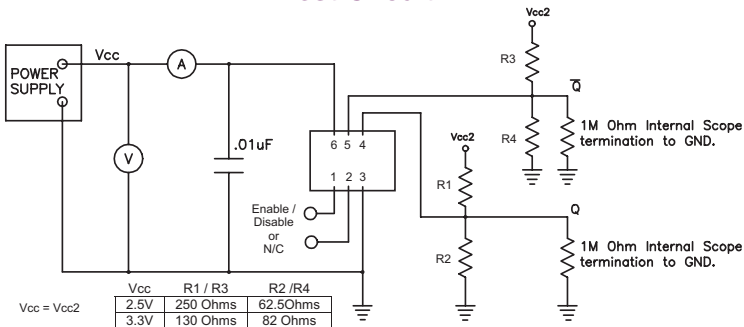 Vcc2
R3
Vcc
A
POWER
SUPPLY
Q
1M Ohm Internal Scope
termination to GND.
R4
V
.01uF
6 5 4
1 2 3
Vcc2
R1
Enable /
Disable
or
N/C
Q
1M Ohm Internal Scope
termination to GND.
R2
Vcc = Vcc2
Vcc R1 / R3 R2 /R4
2.5V 250 Ohms 62.5Ohms
3.3V 130 Ohms 82 Ohms